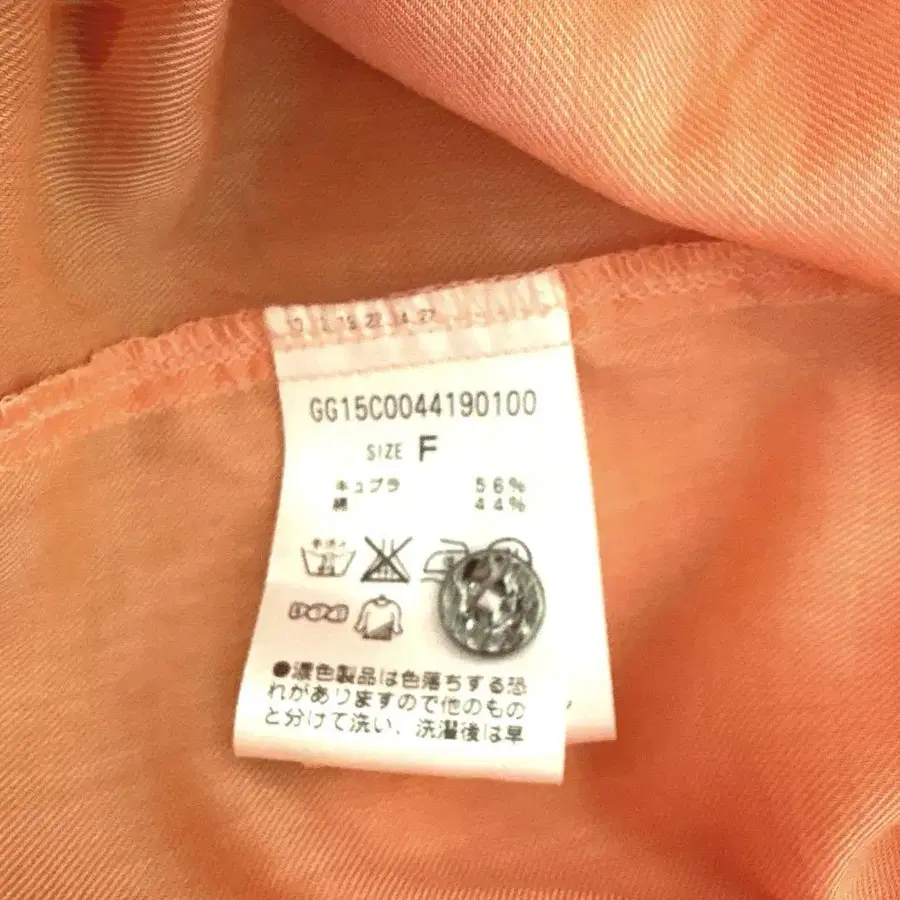 GG15C0044190100
SIZE F
キュプラ 56%
綿 44%
●濃色製品は色落ちする恐
れがありますので他のもの
と分けて洗い、洗濯後は早